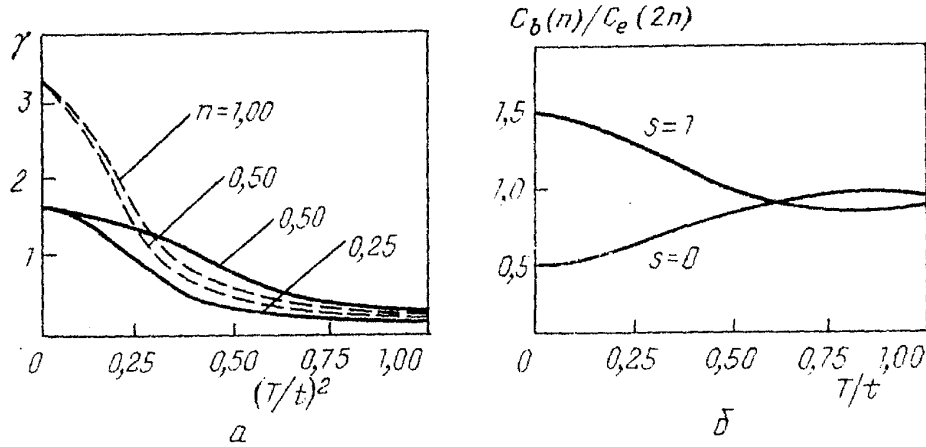 γ
3
2
1
n=1,00
0,50
0,50
0,25
0 0,25 0,50 0,75 1,00
(T/t)²
а
C_b(n)/C_e(2n)
1,5
1,0
0,5
s=1
s=0
0 0,25 0,50 0,75 1,00
T/t
б